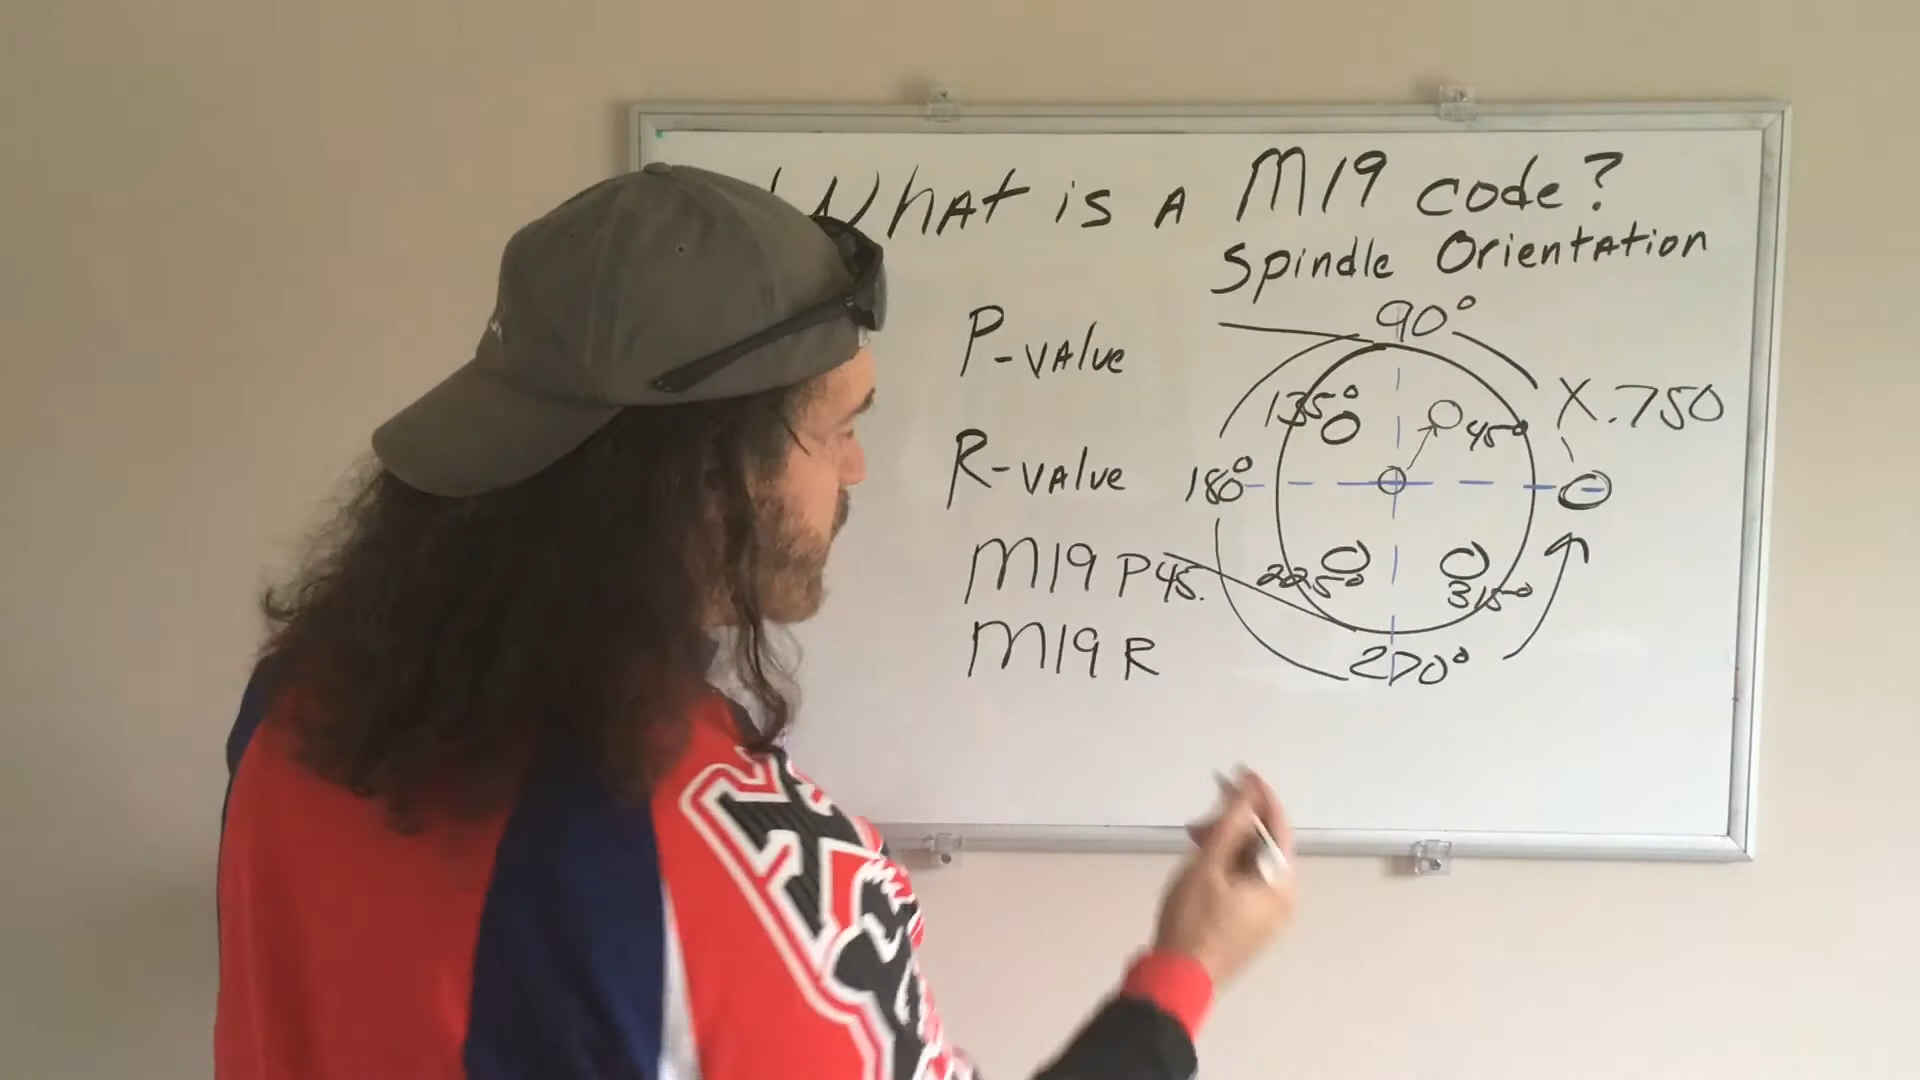 What is a M19 code?
Spindle Orientation
P-value
90°
135°
45°
X.750
R-value
180°
M19 P45.
225°
315°
M19 R
270°